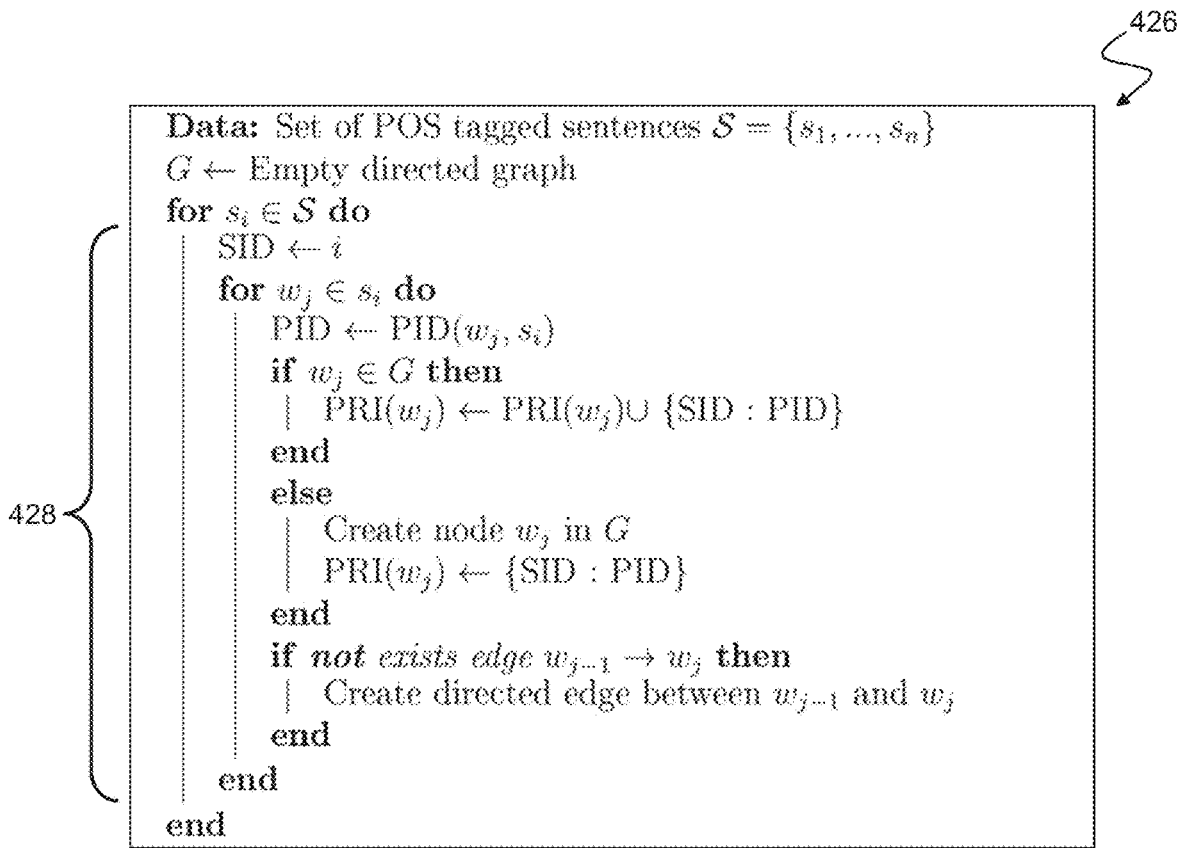 426
Data: Set of POS tagged sentences 𝒮 = {s₁, ..., sₙ}
G ← Empty directed graph
for sᵢ ∈ 𝒮 do
SID ← i
for wⱼ ∈ sᵢ do
PID ← PID(wⱼ, sᵢ)
if wⱼ ∈ G then
PRI(wⱼ) ← PRI(wⱼ)∪ {SID : PID}
end
else
428
Create node wⱼ in G
PRI(wⱼ) ← {SID : PID}
end
if not exists edge wⱼ₋₁ → wⱼ then
Create directed edge between wⱼ₋₁ and wⱼ
end
end
end